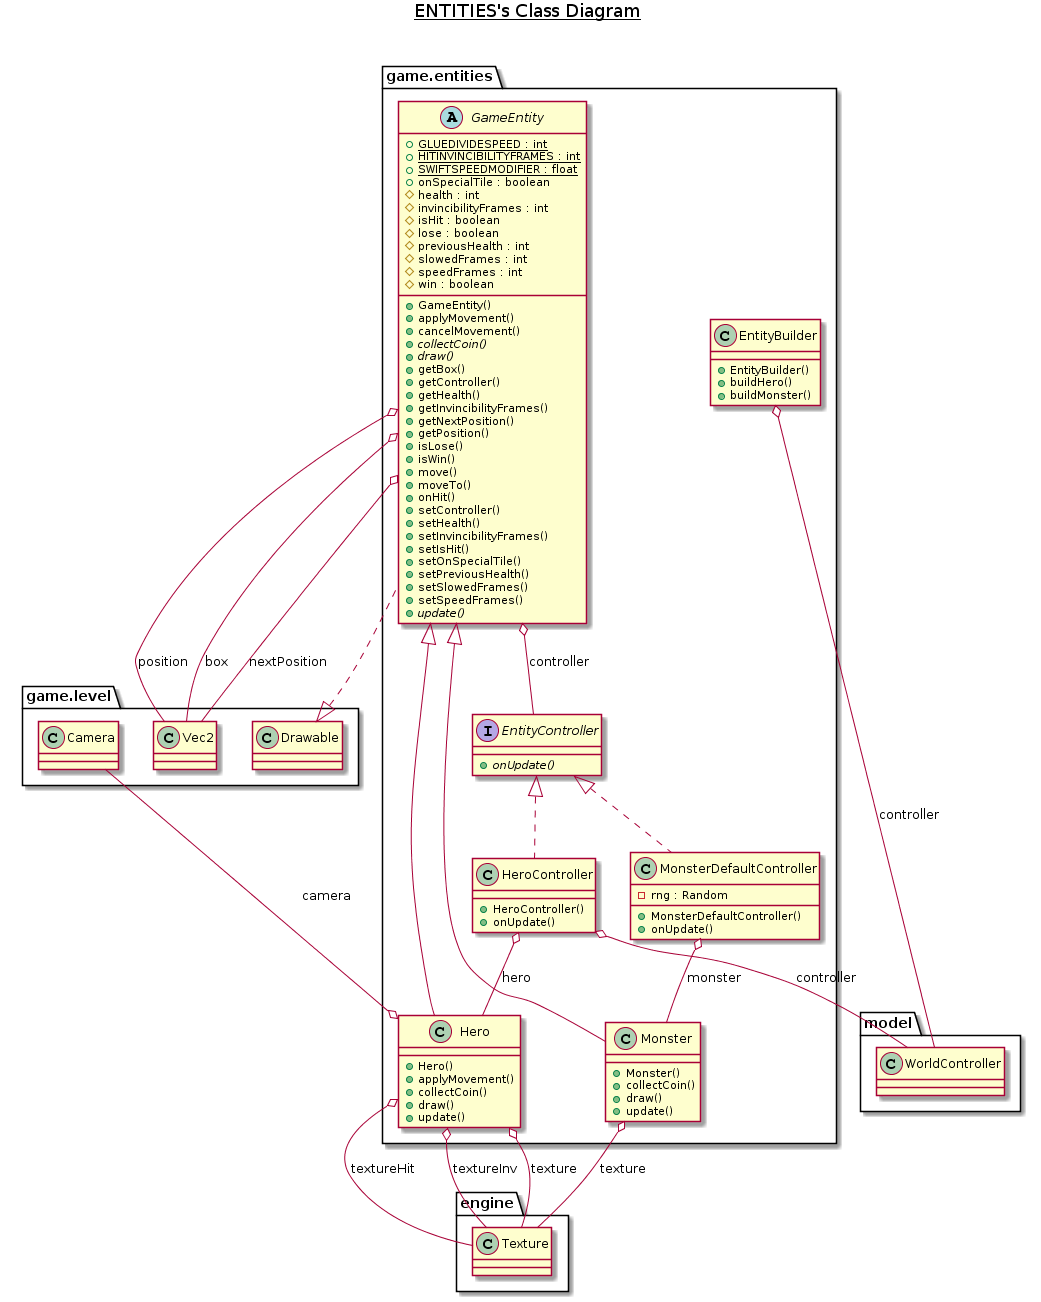 ENTITIES's Class Diagram
game.entities
A GameEntity
GLUEDIVIDESPEED : int
HITINVINCIBILITYFRAMES : int
SWIFTSPEEDMODIFIER : float
onSpecialTile : boolean
health : int
invincibilityFrames : int
isHit : boolean
lose : boolean
previousHealth : int
slowedFrames : int
speedFrames : int
win : boolean
GameEntity()
applyMovement()
cancelMovement()
collectCoin()
draw()
getBox()
getController()
getHealth()
getInvincibilityFrames()
getNextPosition()
getPosition()
isLose()
isWin()
move()
moveTo()
onHit()
setController()
setHealth()
setInvincibilityFrames()
setIsHit()
setOnSpecialTile()
setPreviousHealth()
setSlowedFrames()
setSpeedFrames()
update()
C EntityBuilder
EntityBuilder()
buildHero()
buildMonster()
position
box
nextPosition
controller
game.level
C Camera
C Vec2
C Drawable
I EntityController
onUpdate()
controller
C HeroController
HeroController()
onUpdate()
C MonsterDefaultController
rng : Random
MonsterDefaultController()
onUpdate()
camera
hero
monster
controller
model
C WorldController
C Hero
Hero()
applyMovement()
collectCoin()
draw()
update()
C Monster
Monster()
collectCoin()
draw()
update()
textureHit
textureInv
texture
texture
engine
C Texture